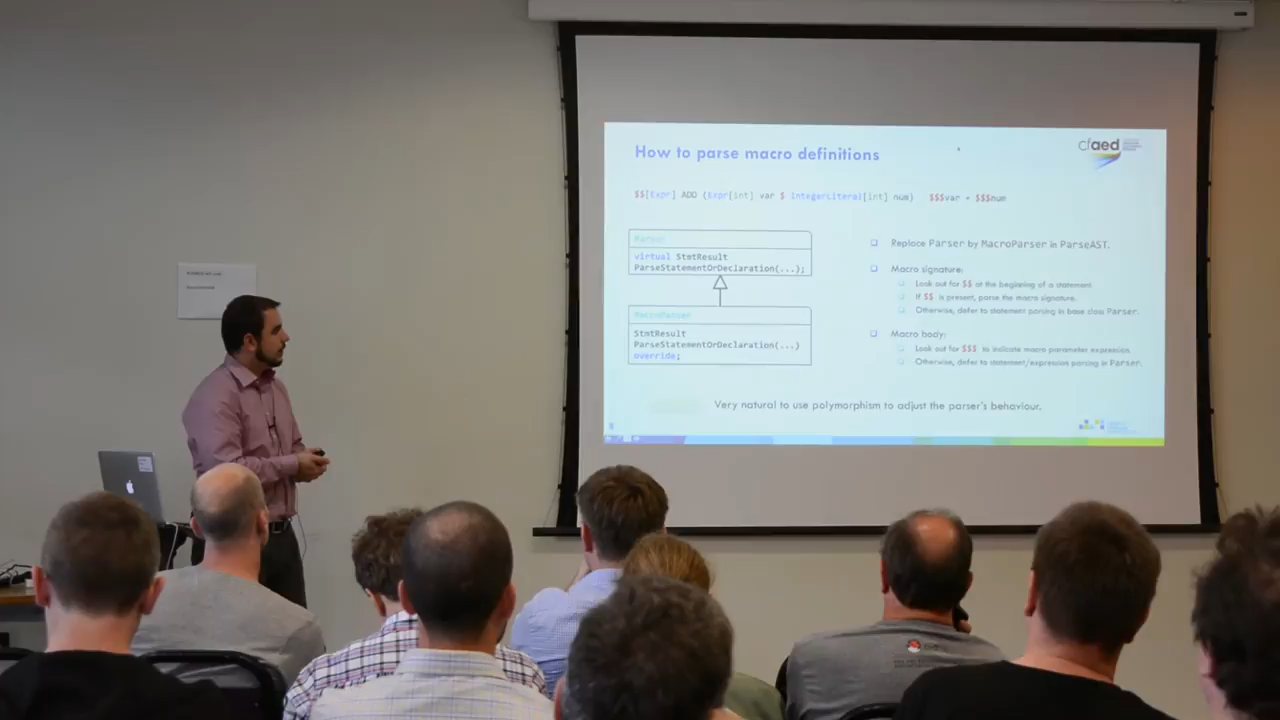 How to parse macro definitions
cfaed
$$[Expr] ADD (Expr[int] var $ IntegerLiteral[int] num) $$$var + $$$num
Parser
virtual StmtResult
ParseStatementOrDeclaration(...);
MacroParser
StmtResult
ParseStatementOrDeclaration(...)
override;
Replace Parser by MacroParser in ParseAST.
Macro signature:
Look out for $$ at the beginning of a statement.
If $$ is present, parse the macro signature.
Otherwise, defer to statement parsing in base class Parser.
Macro body:
Look out for $$$ to indicate macro parameter expression.
Otherwise, defer to statement/expression parsing in Parser.
Very natural to use polymorphism to adjust the parser's behaviour.